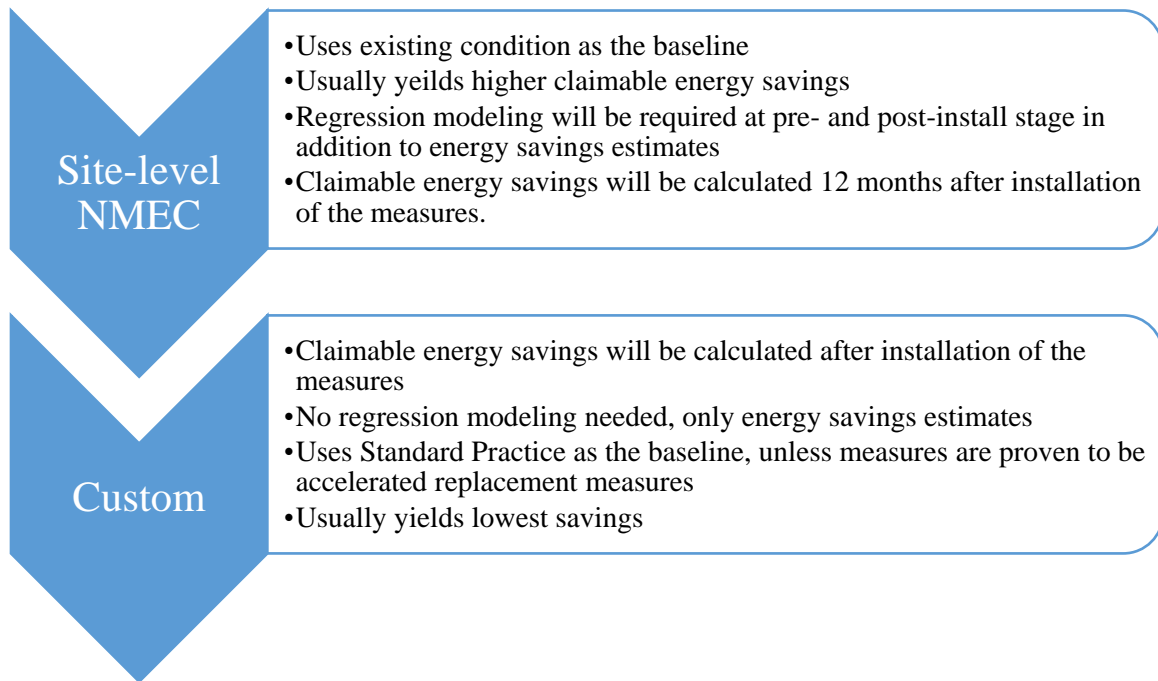 Site-level
NMEC
•Uses existing condition as the baseline
•Usually yeilds higher claimable energy savings
•Regression modeling will be required at pre- and post-install stage in
addition to energy savings estimates
•Claimable energy savings will be calculated 12 months after installation
of the measures.
Custom
•Claimable energy savings will be calculated after installation of the
measures
•No regression modeling needed, only energy savings estimates
•Uses Standard Practice as the baseline, unless measures are proven to be
accelerated replacement measures
•Usually yields lowest savings